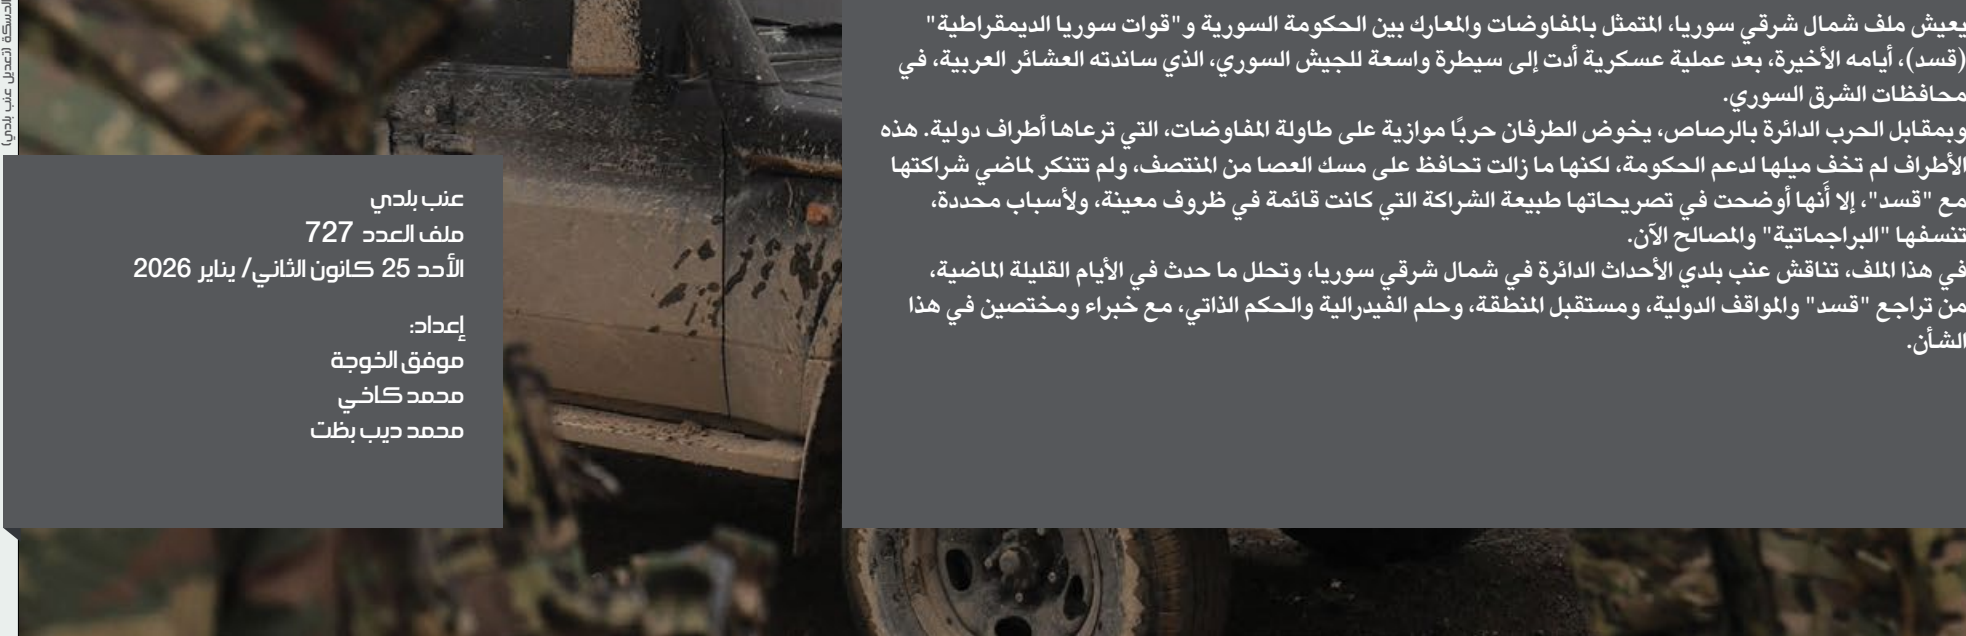 يعيش ملف شمال شرقي سوريا، المتمثل بالمفاوضات والمعارك بين الحكومة السورية و"قوات سوريا الديمقراطية"
(قسد)، أيامه الأخيرة، بعد عملية عسكرية أدت إلى سيطرة واسعة للجيش السوري، الذي ساندته العشائر العربية، في
محافظات الشرق السوري.
وبمقابل الحرب الدائرة بالرصاص، يخوض الطرفان حربًا موازية على طاولة المفاوضات، التي ترعاها أطراف دولية. هذه
الأطراف لم تخف ميلها لدعم الحكومة، لكنها ما زالت تحافظ على مسك العصا من المنتصف، ولم تتنكر لماضي شراكتها
مع "قسد"، إلا أنها أوضحت في تصريحاتها طبيعة الشراكة التي كانت قائمة في ظروف معينة، ولأسباب محددة،
تنسفها "البراجماتية" والمصالح الآن.
في هذا الملف، تناقش عنب بلدي الأحداث الدائرة في شمال شرقي سوريا، وتحلل ما حدث في الأيام القليلة الماضية،
من تراجع "قسد" والمواقف الدولية، ومستقبل المنطقة، وحلم الفيدرالية والحكم الذاتي، مع خبراء ومختصين في هذا
الشأن.
عنب بلدي
ملف العدد 727
الأحد 25 كانون الثاني/ يناير 2026
إعداد:
موفق الخوجة
محمد كاخي
محمد ديب بظت
الحسكة (تعديل عنب بلدي)